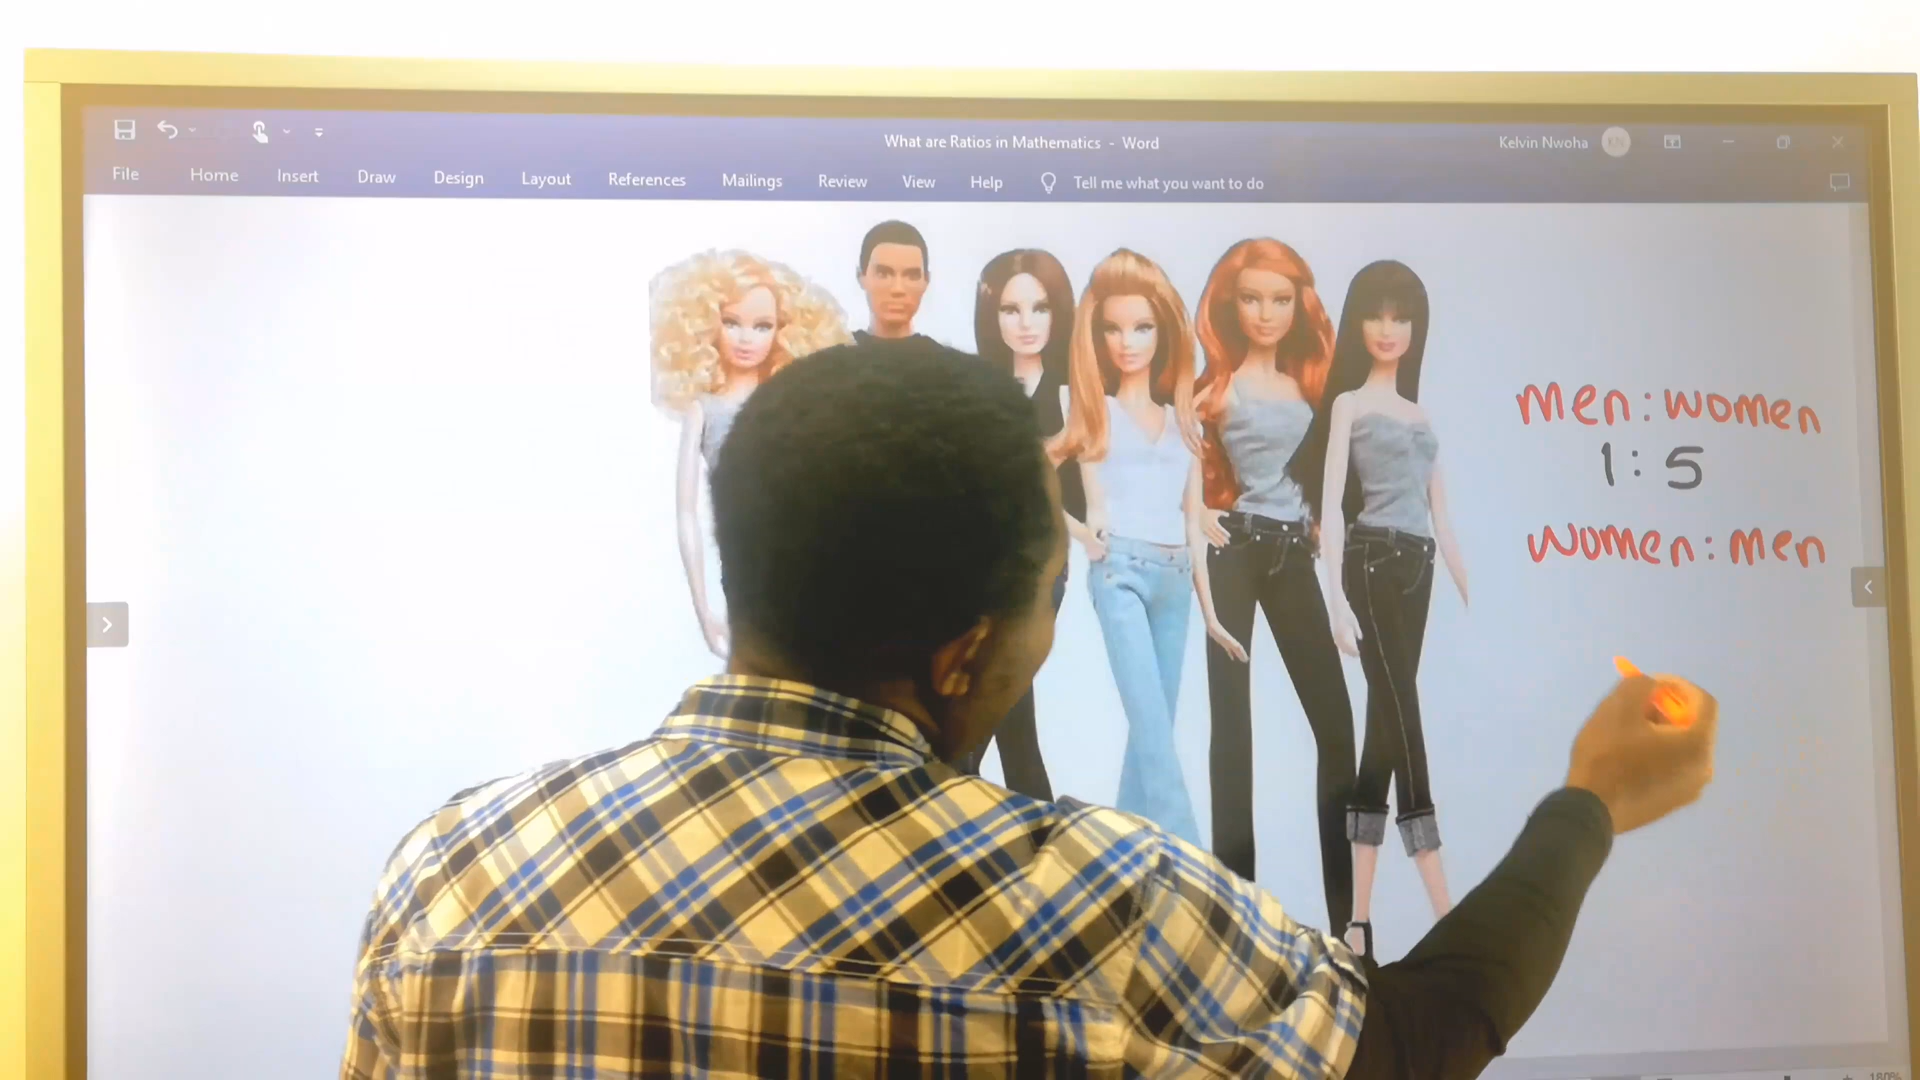 What are Ratios in Mathematics - Word
Kelvin Nwoha
File Home Insert Draw Design Layout References Mailings Review View Help Tell me what you want to do
men : women
1 : 5
women : men
180%